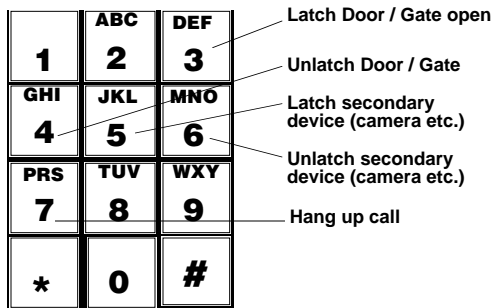 ABC DEF
1 2 3
GHI JKL MNO
4 5 6
PRS TUV WXY
7 8 9
* 0 #
Latch Door / Gate open
Unlatch Door / Gate
Latch secondary
device (camera etc.)
Unlatch secondary
device (camera etc.)
Hang up call